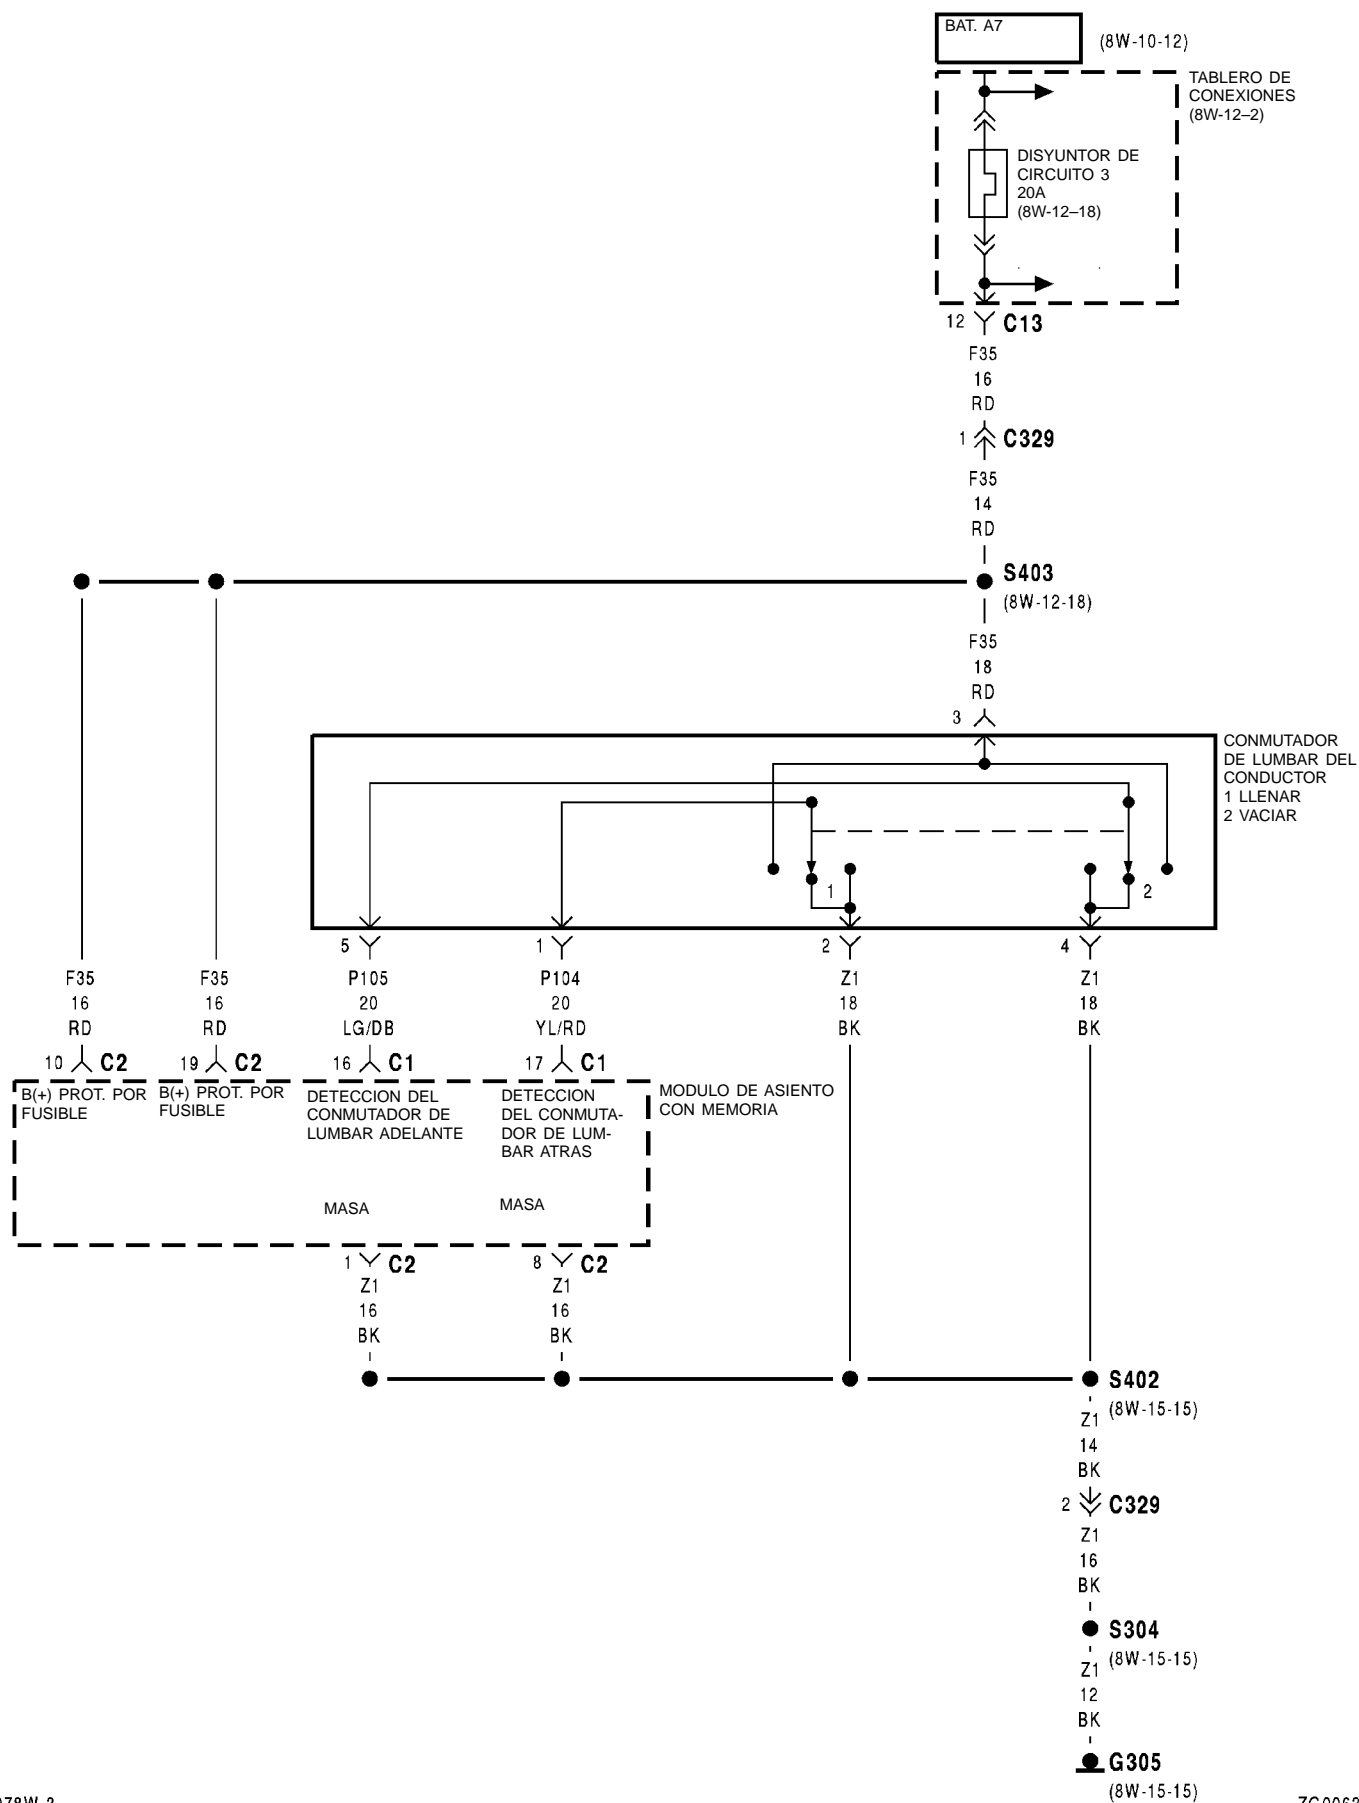 BAT. A7
(8W-10-12)
TABLERO DE
CONEXIONES
(8W-12–2)
DISYUNTOR DE
CIRCUITO 3
20A
(8W-12–18)
12 C13
F35
16
RD
1 C329
F35
14
RD
S403
(8W-12-18)
F35
18
RD
3
CONMUTADOR
DE LUMBAR DEL
CONDUCTOR
1 LLENAR
2 VACIAR
1 2
5 1 2 4
F35 F35 P105 P104 Z1 Z1
16 16 20 20 18 18
RD RD LG/DB YL/RD BK BK
10 C2 19 C2 16 C1 17 C1
B(+) PROT. POR
FUSIBLE
B(+) PROT. POR
FUSIBLE
DETECCION DEL
CONMUTADOR DE
LUMBAR ADELANTE
DETECCION
DEL CONMUTA-
DOR DE LUM-
BAR ATRAS
MODULO DE ASIENTO
CON MEMORIA
MASA MASA
1 C2 8 C2
Z1 Z1
16 16
BK BK
S402
(8W-15-15)
Z1
14
BK
2 C329
Z1
16
BK
S304
(8W-15-15)
Z1
12
BK
G305
(8W-15-15)